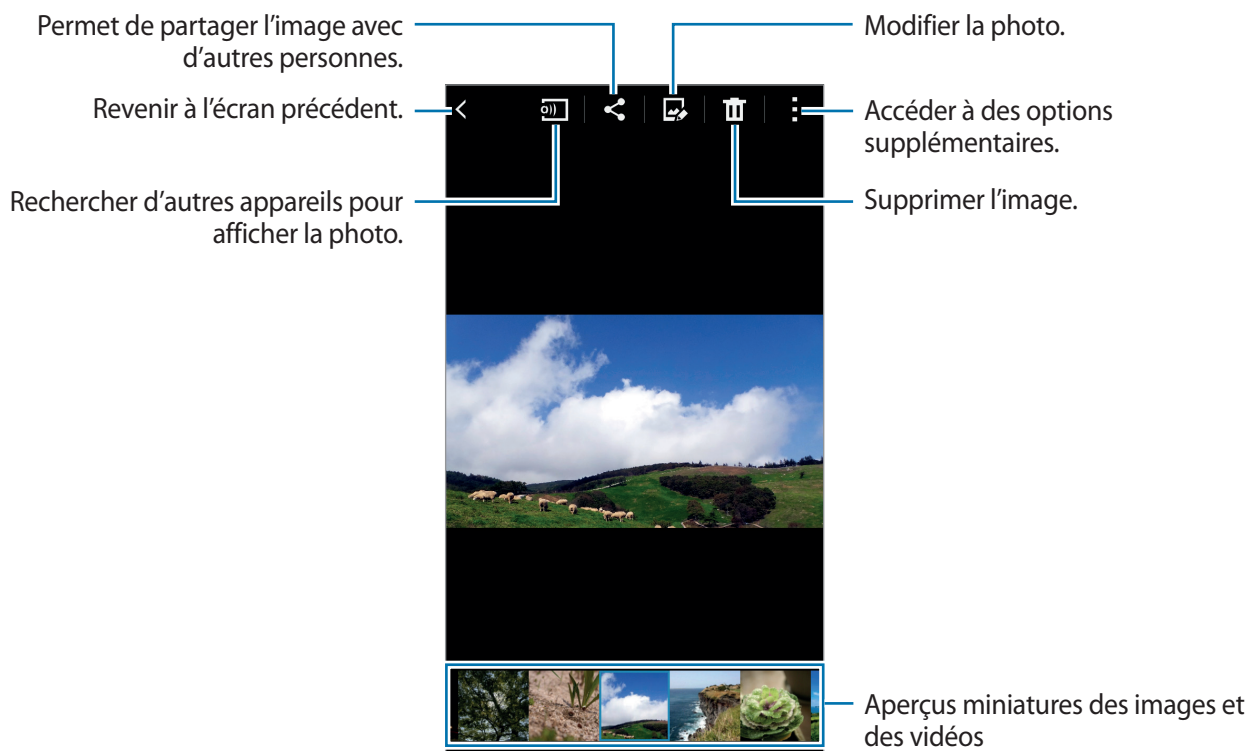 Permet de partager l’image avec
d’autres personnes.
Modifier la photo.
Revenir à l’écran précédent.
Accéder à des options
supplémentaires.
Rechercher d’autres appareils pour
afficher la photo.
Supprimer l’image.
Aperçus miniatures des images et
des vidéos